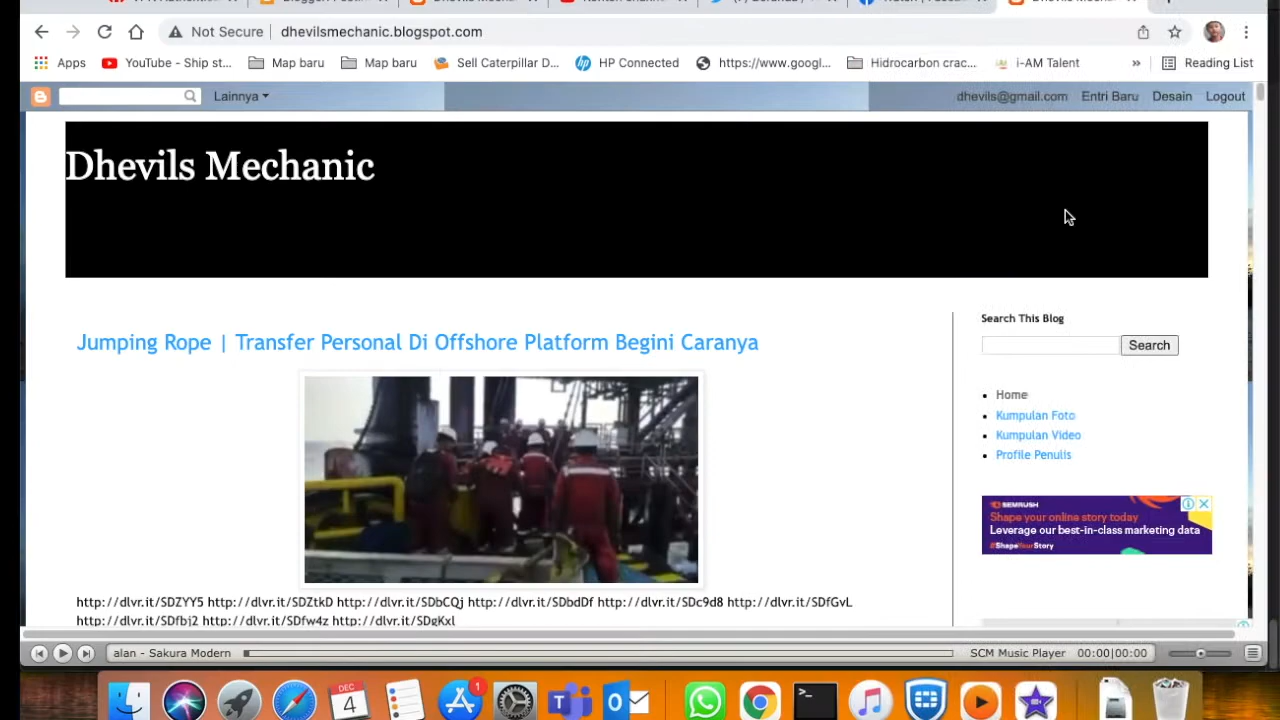 Dhevils Mechanic
Not Secure
dhevilsmechanic.blogspot.com
Apps
YouTube - Ship st...
Map baru
Map baru
Sell Caterpillar D...
HP Connected
https://www.googl...
Hidrocarbon crac...
i-AM Talent
»
Reading List
Lainnya
dhevils@gmail.com
Entri Baru
Desain
Logout
Dhevils Mechanic
Jumping Rope | Transfer Personal Di Offshore Platform Begini Caranya
Search This Blog
Search
Home
Kumpulan Foto
Kumpulan Video
Profile Penulis
SEMRUSH
Shape your online story today
Leverage our best-in-class marketing data
#ShapeYourStory
http://dlvr.it/SDZYY5 http://dlvr.it/SDZtkD http://dlvr.it/SDbCQj http://dlvr.it/SDbdDf http://dlvr.it/SDc9d8 http://dlvr.it/SDfGvL
http://dlvr.it/SDfbj2 http://dlvr.it/SDfw4z http://dlvr.it/SDgKxl
alan - Sakura Modern
SCM Music Player
00:00|00:00
DEC
4
1